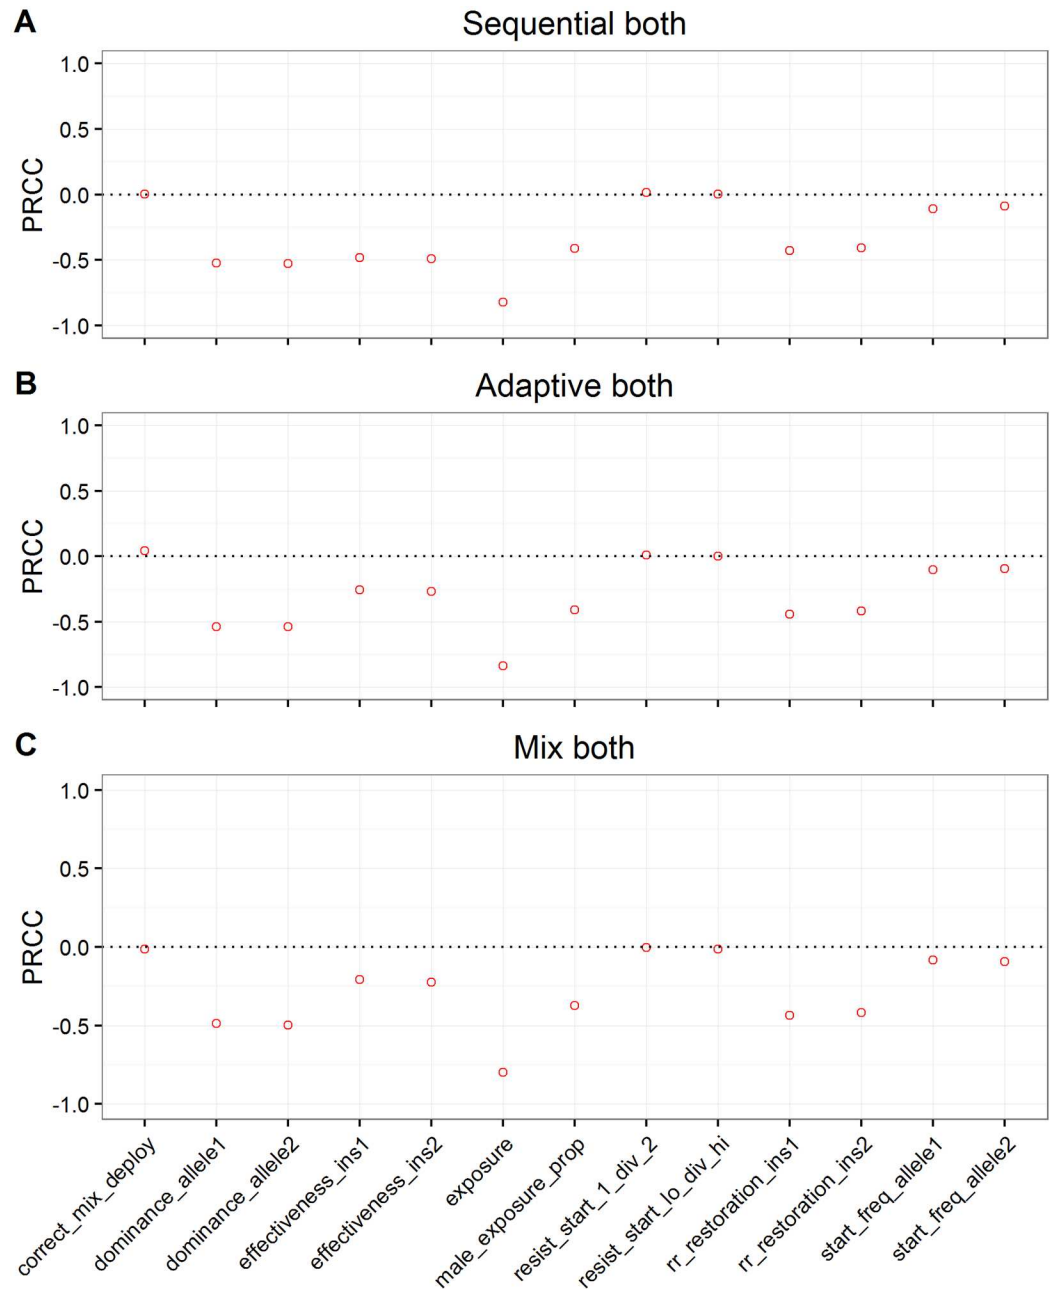 A
Sequential both
PRCC
1.0
0.5
0.0
-0.5
-1.0
B
Adaptive both
PRCC
1.0
0.5
0.0
-0.5
-1.0
C
Mix both
PRCC
1.0
0.5
0.0
-0.5
-1.0
correct_mix_deploy
dominance_allele1
dominance_allele2
effectiveness_ins1
effectiveness_ins2
exposure
male_exposure_prop
resist_start_1_div_2
resist_start_lo_div_hi
rr_restoration_ins1
rr_restoration_ins2
start_freq_allele1
start_freq_allele2